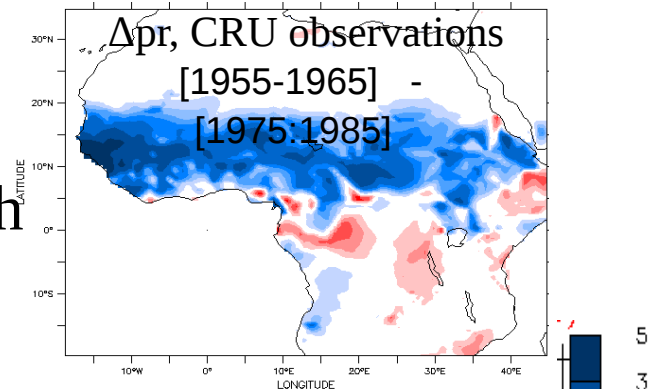 Δpr, CRU observations
[1955-1965] -
[1975:1985]
30°N
20°N
10°N
0°
10°S
LATITUDE
h
10°W 0° 10°E 20°E 30°E 40°E
LONGITUDE
5
3